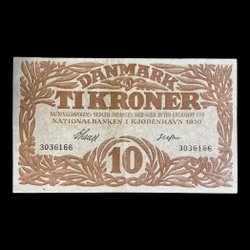 DANMARK
TI KRONER
NATIONALBANKEN I KJØBENHAVN 1930
3036166 3036166
10